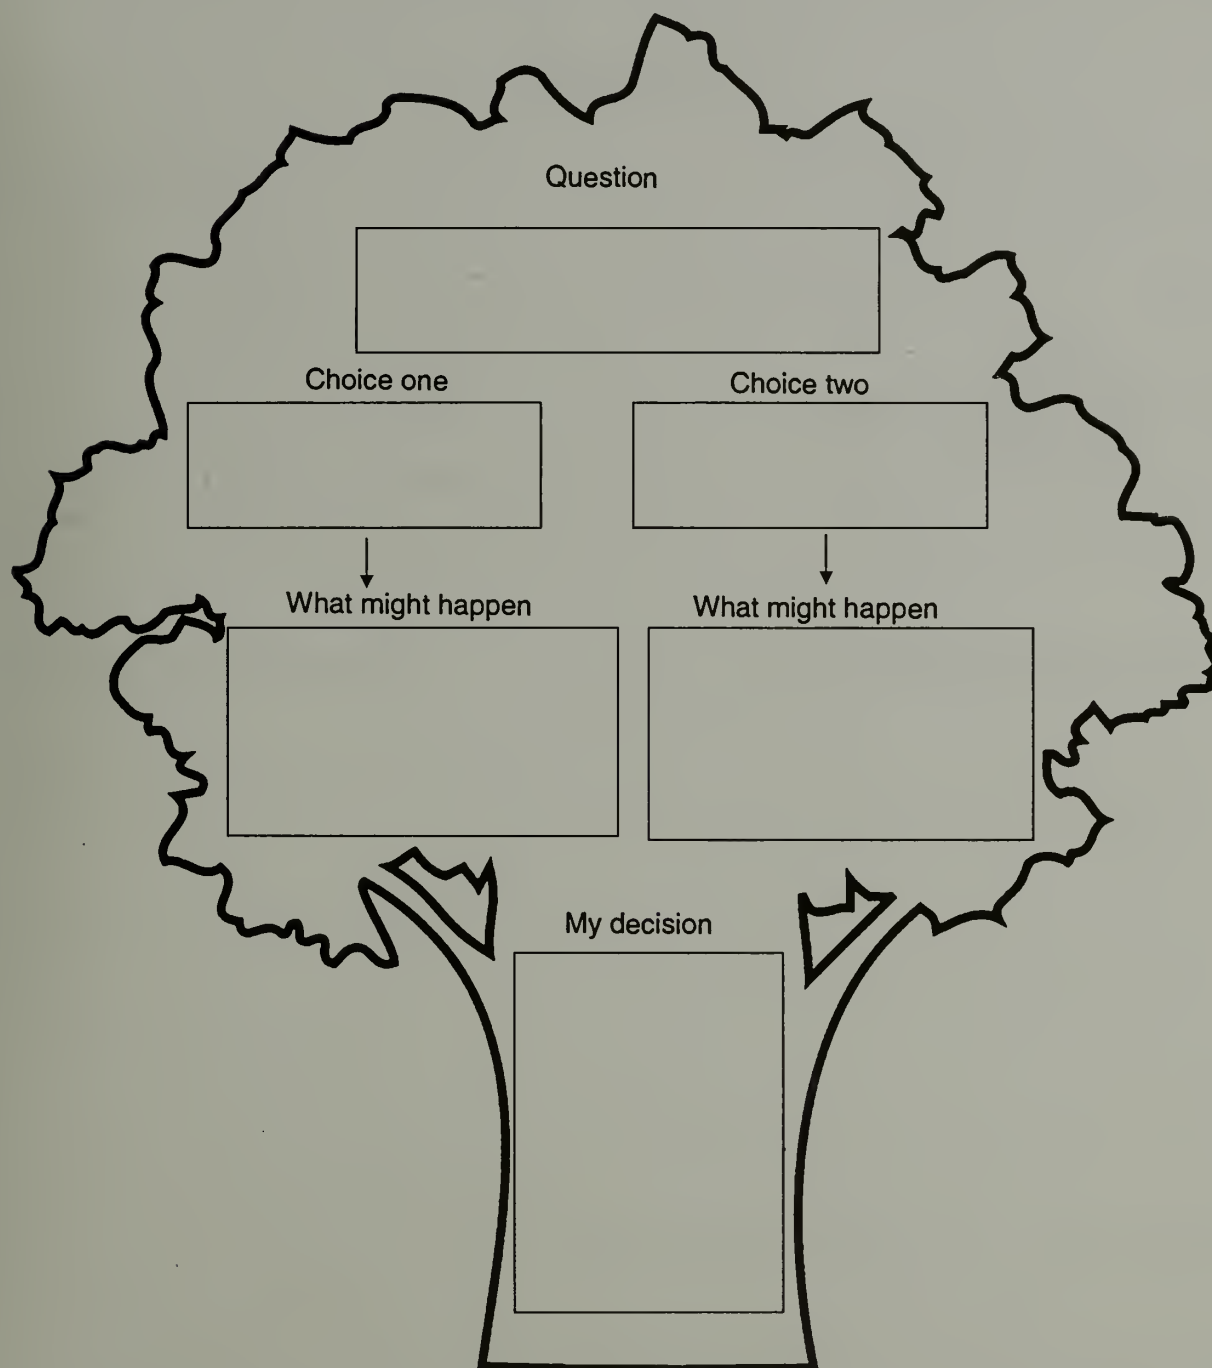 Question
Choice one
Choice two
What might happen
What might happen
My decision